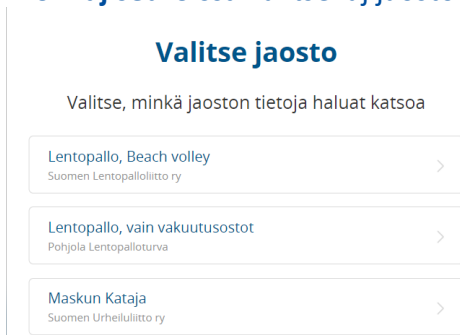 Valitse jaosto
Valitse, minkä jaoston tietoja haluat katsoa
Lentopallo, Beach volley
Suomen Lentopalloliitto ry
Lentopallo, vain vakuutusostot
Pohjola Lentopalloturva
Maskun Kataja
Suomen Urheiluliitto ry